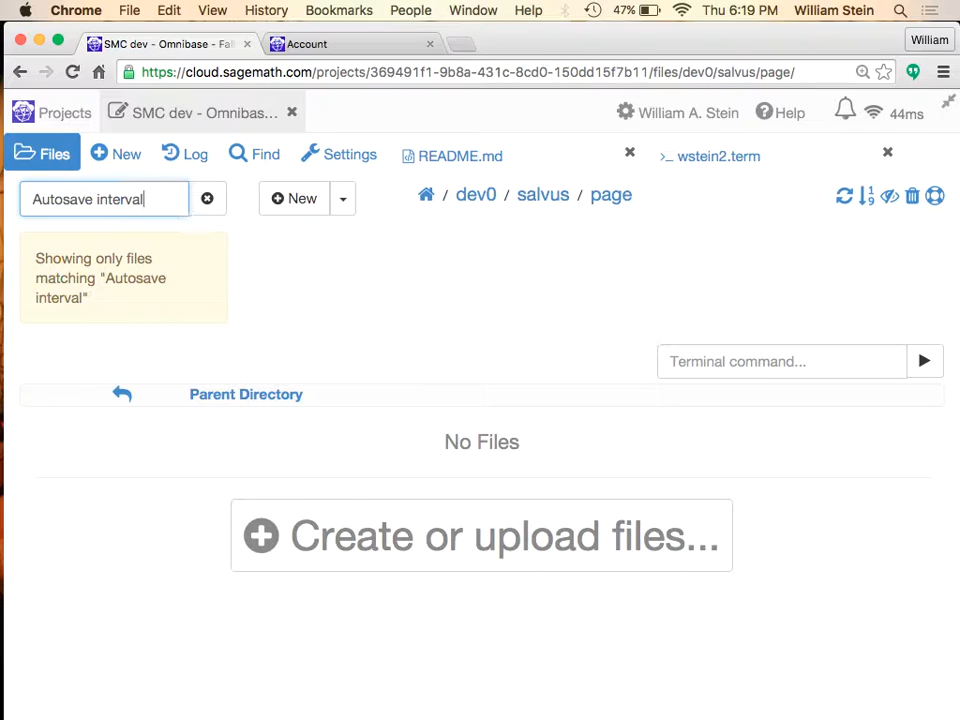 Chrome File Edit View History Bookmarks People Window Help 47% Thu 6:19 PM William Stein
SMC dev - Omnibase - Fai Account William
https://cloud.sagemath.com/projects/369491f1-9b8a-431c-8cd0-150dd15f7b11/files/dev0/salvus/page/
Projects SMC dev - Omnibas... William A. Stein Help 44ms
Files New Log Find Settings README.md >_ wstein2.term
Autosave interval New dev0 / salvus / page
Showing only files
matching "Autosave
interval"
Terminal command...
Parent Directory
No Files
Create or upload files...